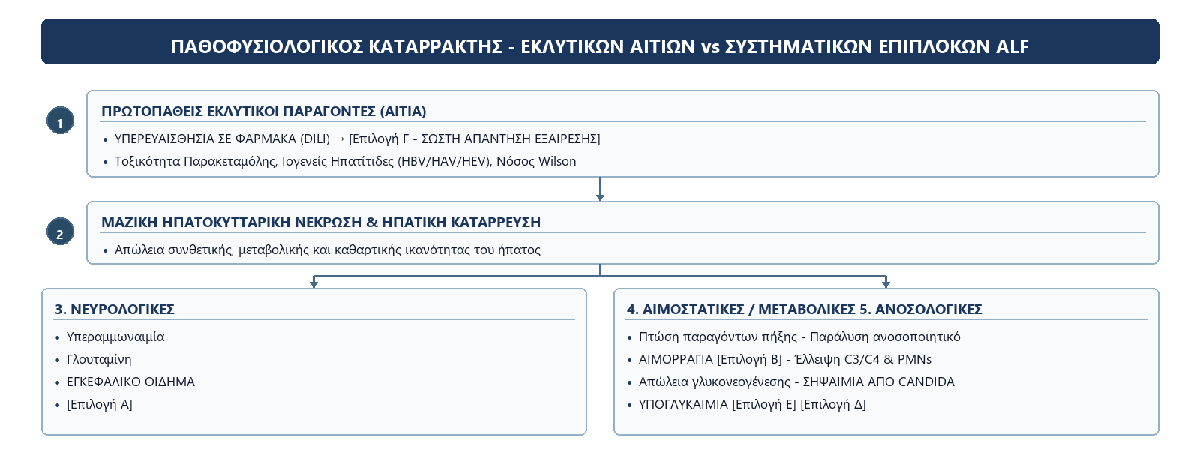 ΠΑΘΟΦΥΣΙΟΛΟΓΙΚΟΣ ΚΑΤΑΡΡΑΚΤΗΣ - ΕΚΛΥΤΙΚΩΝ ΑΙΤΙΩΝ vs ΣΥΣΤΗΜΑΤΙΚΩΝ ΕΠΙΠΛΟΚΩΝ ALF
1
ΠΡΩΤΟΠΑΘΕΙΣ ΕΚΛΥΤΙΚΟΙ ΠΑΡΑΓΟΝΤΕΣ (ΑΙΤΙΑ)
• ΥΠΕΡΕΥΑΙΣΘΗΣΙΑ ΣΕ ΦΑΡΜΑΚΑ (DILI) → [Επιλογή Γ - ΣΩΣΤΗ ΑΠΑΝΤΗΣΗ ΕΞΑΙΡΕΣΗΣ]
• Τοξικότητα Παρακεταμόλης, Ιογενείς Ηπατίτιδες (HBV/HAV/HEV), Νόσος Wilson
2
ΜΑΖΙΚΗ ΗΠΑΤΟΚΥΤΤΑΡΙΚΗ ΝΕΚΡΩΣΗ & ΗΠΑΤΙΚΗ ΚΑΤΑΡΡΕΥΣΗ
• Απώλεια συνθετικής, μεταβολικής και καθαρτικής ικανότητας του ήπατος
3. ΝΕΥΡΟΛΟΓΙΚΕΣ
• Υπεραμμωναιμία
• Γλουταμίνη
• ΕΓΚΕΦΑΛΙΚΟ ΟΙΔΗΜΑ
• [Επιλογή Α]
4. ΑΙΜΟΣΤΑΤΙΚΕΣ / ΜΕΤΑΒΟΛΙΚΕΣ 5. ΑΝΟΣΟΛΟΓΙΚΕΣ
• Πτώση παραγόντων πήξης - Παράλυση ανοσοποιητικό
• ΑΙΜΟΡΡΑΓΙΑ [Επιλογή Β] - Έλλειψη C3/C4 & PMNs
• Απώλεια γλυκονεογένεσης - ΣΗΨΑΙΜΙΑ ΑΠΟ CANDIDA
• ΥΠΟΓΛΥΚΑΙΜΙΑ [Επιλογή Ε] [Επιλογή Δ]